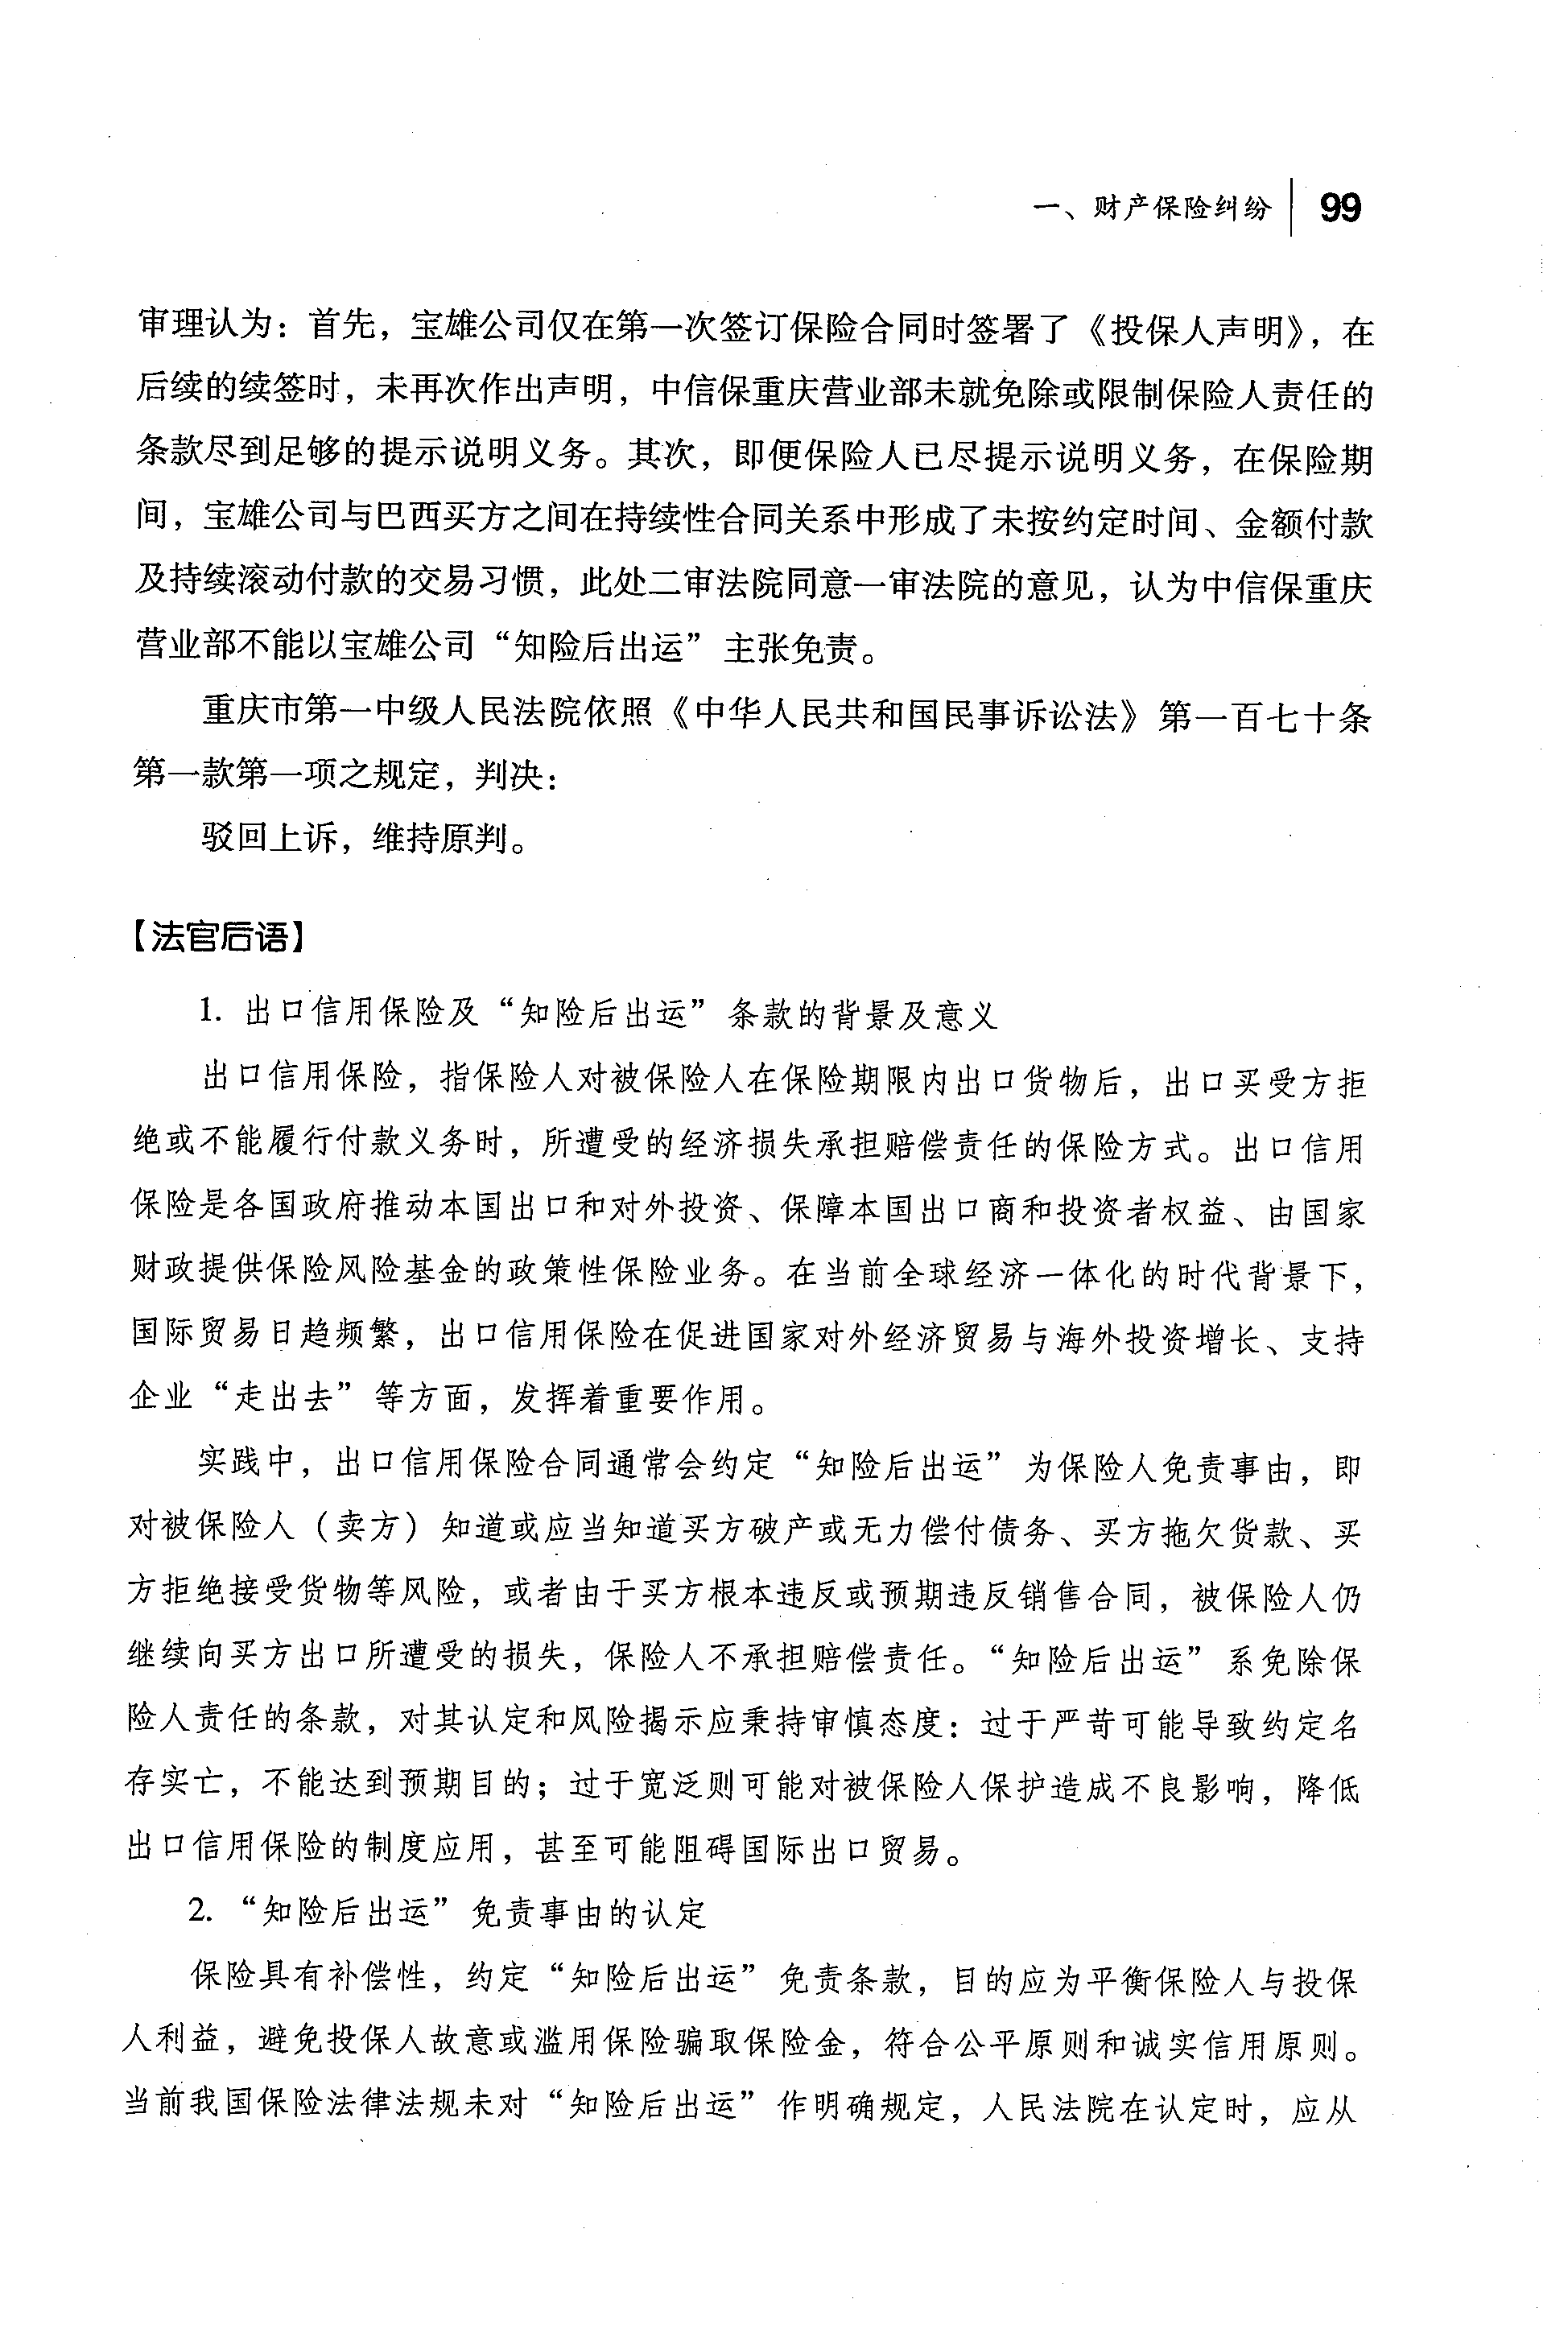 一、财产保险纠纷 99
审理认为：首先，宝雄公司仅在第一次签订保险合同时签署了《投保人声明》，在
后续的续签时，未再次作出声明，中信保重庆营业部未就免除或限制保险人责任的
条款尽到足够的提示说明义务。其次，即便保险人已尽提示说明义务，在保险期
间，宝雄公司与巴西买方之间在持续性合同关系中形成了未按约定时间、金额付款
及持续滚动付款的交易习惯，此处二审法院同意一审法院的意见，认为中信保重庆
营业部不能以宝雄公司“知险后出运”主张免责。
重庆市第一中级人民法院依照《中华人民共和国民事诉讼法》第一百七十条
第一款第一项之规定，判决：
驳回上诉，维持原判。
【法官后语】
1. 出口信用保险及“知险后出运”条款的背景及意义
出口信用保险，指保险人对被保险人在保险期限内出口货物后，出口买受方拒
绝或不能履行付款义务时，所遭受的经济损失承担赔偿责任的保险方式。出口信用
保险是各国政府推动本国出口和对外投资、保障本国出口商和投资者权益、由国家
财政提供保险风险基金的政策性保险业务。在当前全球经济一体化的时代背景下，
国际贸易日趋频繁，出口信用保险在促进国家对外经济贸易与海外投资增长、支持
企业“走出去”等方面，发挥着重要作用。
实践中，出口信用保险合同通常会约定“知险后出运”为保险人免责事由，即
对被保险人（卖方）知道或应当知道买方破产或无力偿付债务、买方拖欠货款、买
方拒绝接受货物等风险，或者由于买方根本违反或预期违反销售合同，被保险人仍
继续向买方出口所遭受的损失，保险人不承担赔偿责任。“知险后出运”系免除保
险人责任的条款，对其认定和风险揭示应秉持审慎态度：过于严苛可能导致约定名
存实亡，不能达到预期目的；过于宽泛则可能对被保险人保护造成不良影响，降低
出口信用保险的制度应用，甚至可能阻碍国际出口贸易。
2. “知险后出运”免责事由的认定
保险具有补偿性，约定“知险后出运”免责条款，目的应为平衡保险人与投保
人利益，避免投保人故意或滥用保险骗取保险金，符合公平原则和诚实信用原则。
当前我国保险法律法规未对“知险后出运”作明确规定，人民法院在认定时，应从